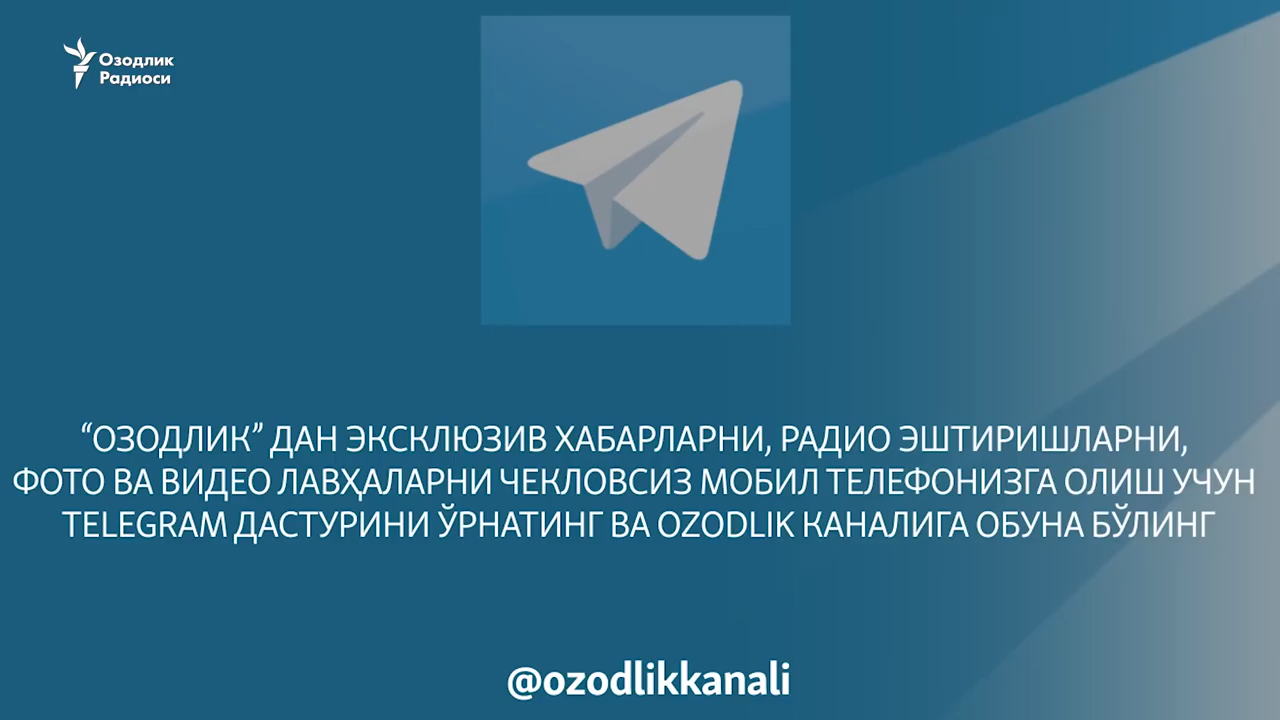 Озодлик
Радиоси
“ОЗОДЛИК” ДАН ЭКСКЛЮЗИВ ХАБАРЛАРНИ, РАДИО ЭШТИРИШЛАРНИ,
ФОТО ВА ВИДЕО ЛАВҲАЛАРНИ ЧЕКЛОВСИЗ МОБИЛ ТЕЛЕФОНИЗГА ОЛИШ УЧУН
TELEGRAM ДАСТУРИНИ ЎРНАТИНГ ВА OZODLIK КАНАЛИГА ОБУНА БЎЛИНГ
@ozodlikkanali